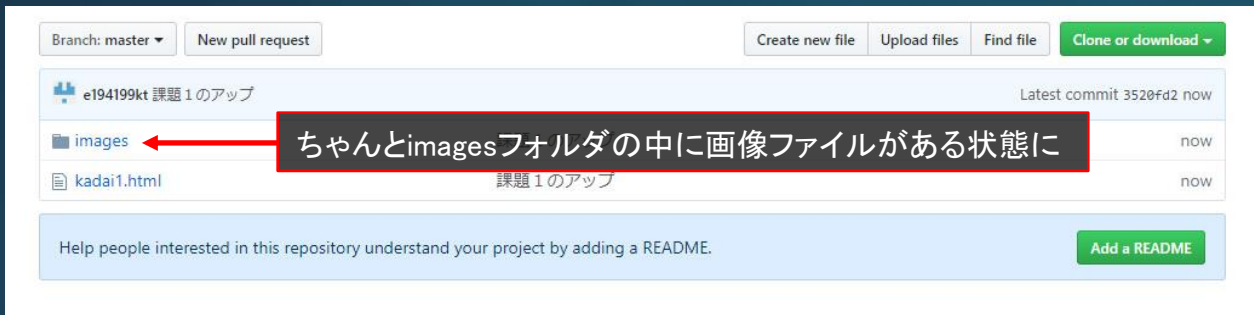 Branch: master New pull request Create new file Upload files Find file Clone or download
e194199kt 課題1のアップ Latest commit 3520fd2 now
images ちゃんとimagesフォルダの中に画像ファイルがある状態に now
kadai1.html 課題1のアップ now
Help people interested in this repository understand your project by adding a README. Add a README